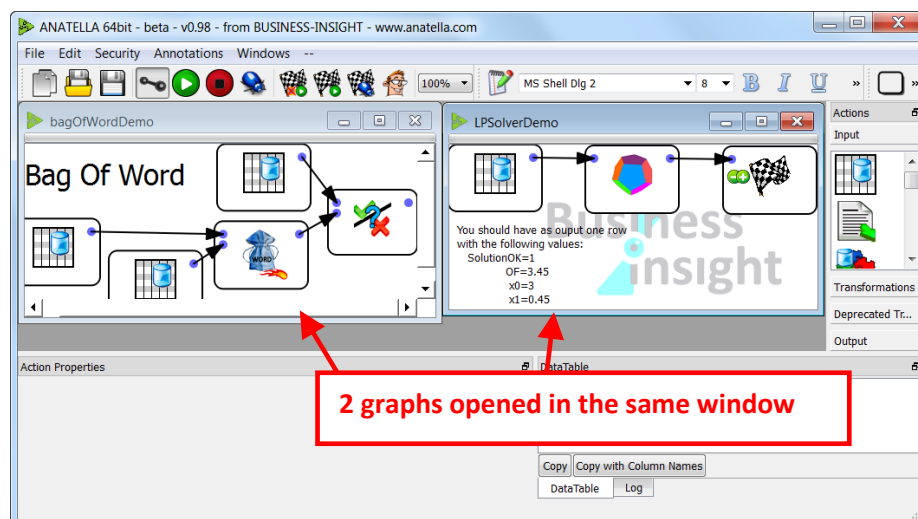 ANATELLA 64bit - beta - v0.98 - from BUSINESS-INSIGHT - www.anatella.com
File Edit Security Annotations Windows --
100% MS Shell Dlg 2 8 B I U » »
bagOfWordDemo
Bag Of Word
WORD
LPSolverDemo
Business
insight
You should have as ouput one row
with the following values:
SolutionOK=1
OF=3.45
x0=3
x1=0.45
Actions
Input
Transformations
Deprecated Tr...
Output
Action Properties
DataTable
2 graphs opened in the same window
Copy Copy with Column Names
DataTable Log